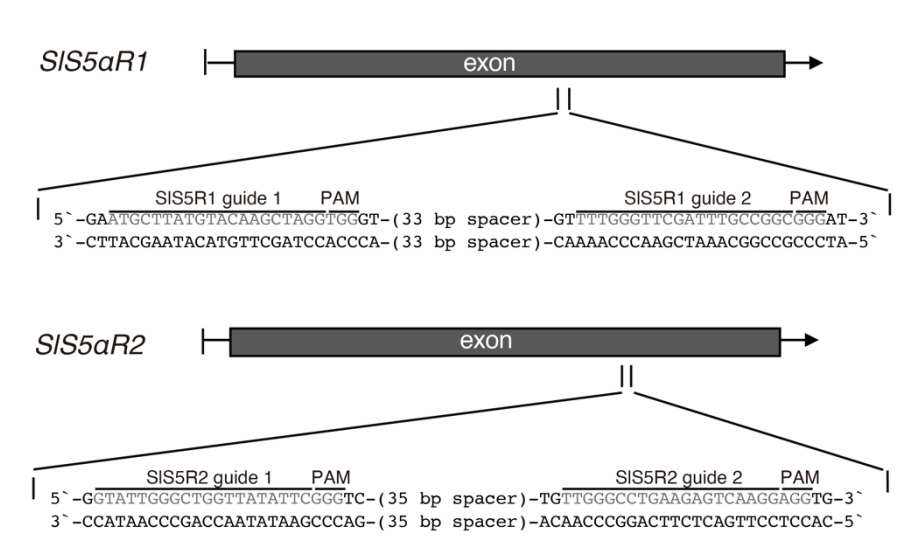 SlS5αR1
exon
SlS5R1 guide 1 PAM SlS5R1 guide 2 PAM
5`-GAATGCTTATGTACAAGCTAGGTGGGT-(33 bp spacer)-GTTTTGGGTTCGATTTGCCGGCGGGAT-3`
3`-CTTACGAATACATGTTCGATCCACCCA-(33 bp spacer)-CAAAACCCAAGCTAAACGGCCGCCCTA-5`
SlS5αR2
exon
SlS5R2 guide 1 PAM SlS5R2 guide 2 PAM
5`-GGTATTGGGCTGGTTATATTCGGGTC-(35 bp spacer)-TGTTGGGCCTGAAGAGTCAAGGAGGTG-3`
3`-CCATAACCCGACCAATATAAGCCCAG-(35 bp spacer)-ACAACCCGGACTTCTCAGTTCCTCCAC-5`